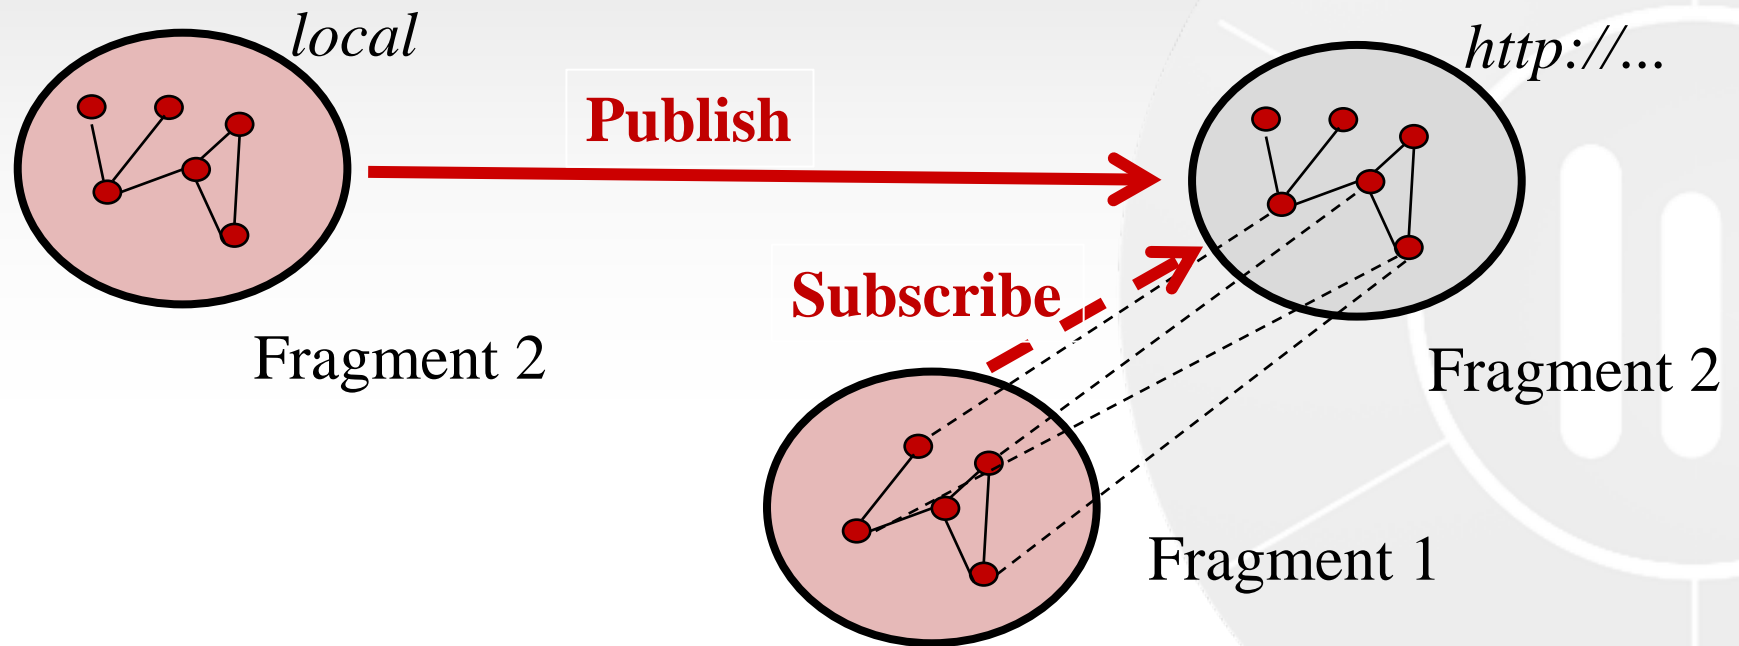 local
http://...
Publish
Subscribe
Fragment 2
Fragment 2
Fragment 1